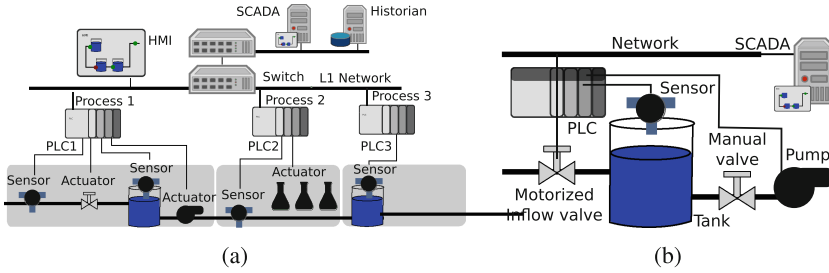 SCADA
Historian
HMI
Switch
L1 Network
Process 1
Process 2
Process 3
PLC1
PLC2
PLC3
Sensor
Actuator
Sensor
Actuator
Sensor
Actuator
Sensor
(a)
Network
SCADA
Sensor
PLC
Manual
valve
Pump
Motorized
Inflow valve
Tank
(b)